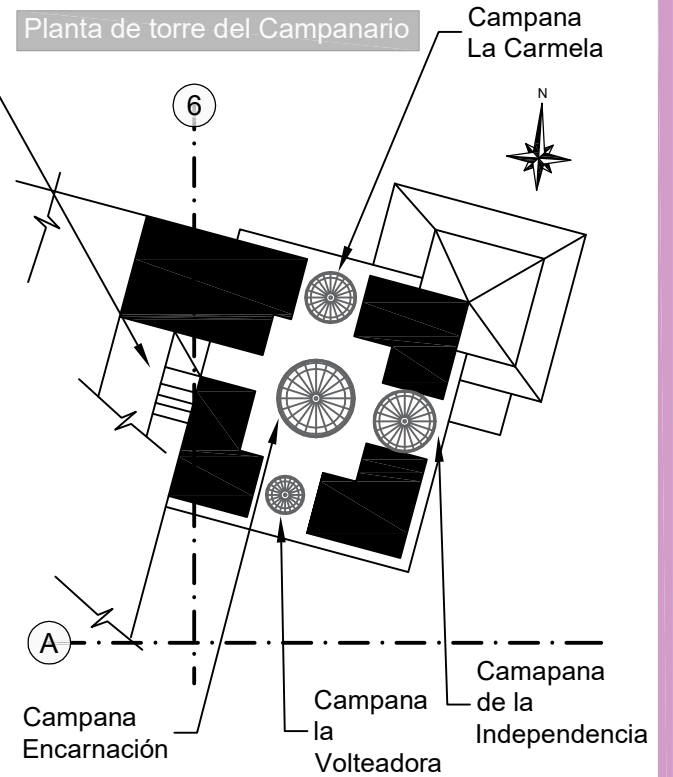 Planta de torre del Campanario
Campana
La Carmela
6
N
A
Campana
Encarnación
Campana
la
Volteadora
Camapana
de la
Independencia